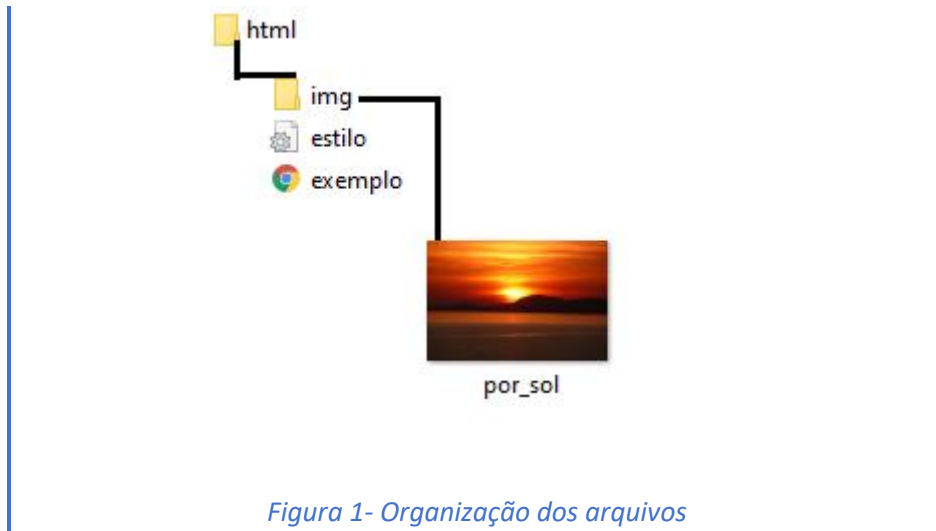 html
img
estilo
exemplo
por_sol
Figura 1- Organização dos arquivos